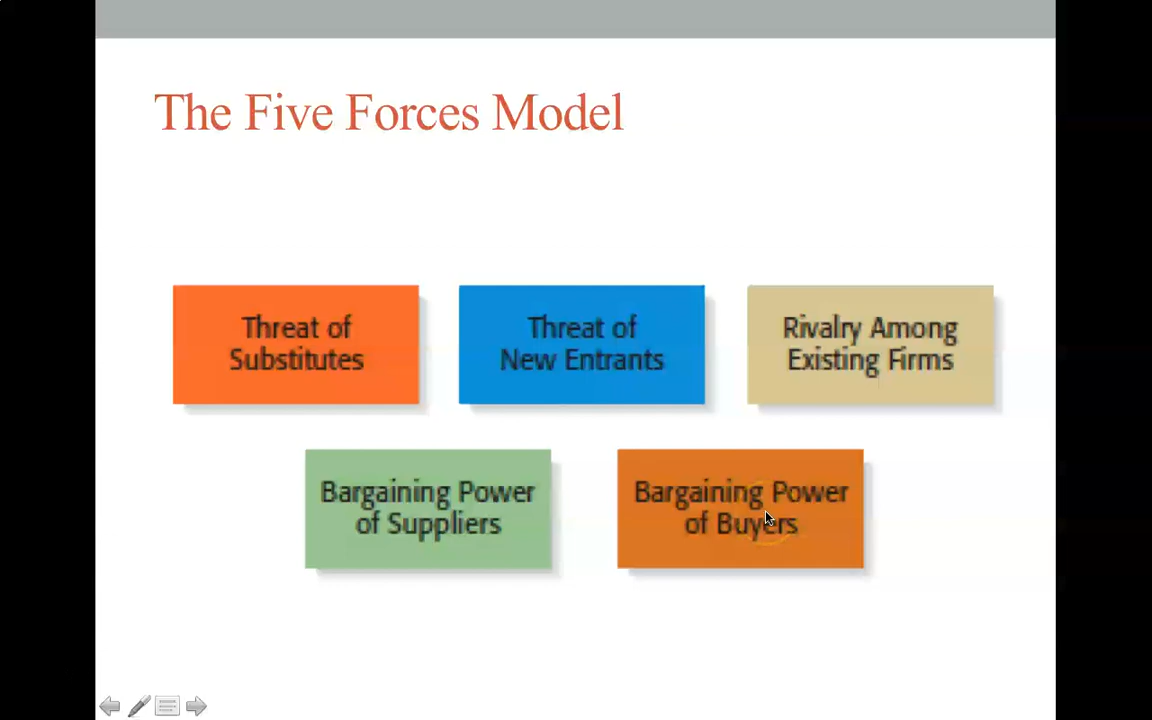 The Five Forces Model
Threat of
Substitutes
Threat of
New Entrants
Rivalry Among
Existing Firms
Bargaining Power
of Suppliers
Bargaining Power
of Buyers